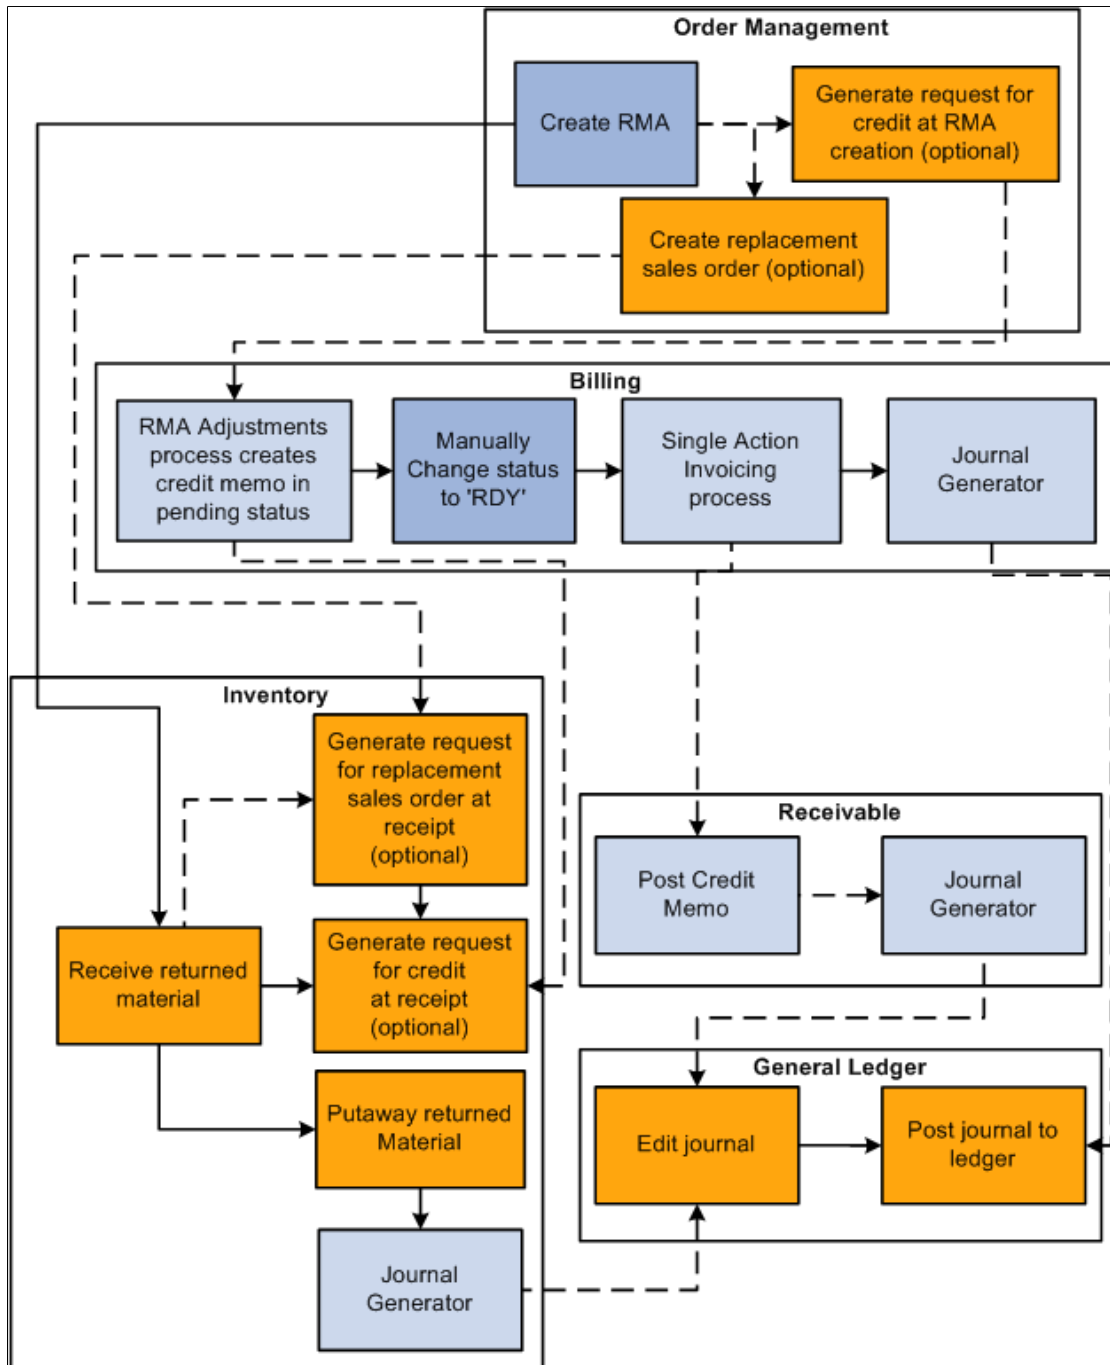 Order Management
Create RMA
Generate request for
credit at RMA
creation (optional)
Create replacement
sales order (optional)
Billing
RMA Adjustments
process creates
credit memo in
pending status
Manually
Change status
to 'RDY'
Single Action
Invoicing
process
Journal
Generator
Inventory
Generate request
for replacement
sales order at
receipt
(optional)
Receive returned
material
Generate request
for credit
at receipt
(optional)
Putaway returned
Material
Journal
Generator
Receivable
Post Credit
Memo
Journal
Generator
General Ledger
Edit journal
Post journal to
ledger